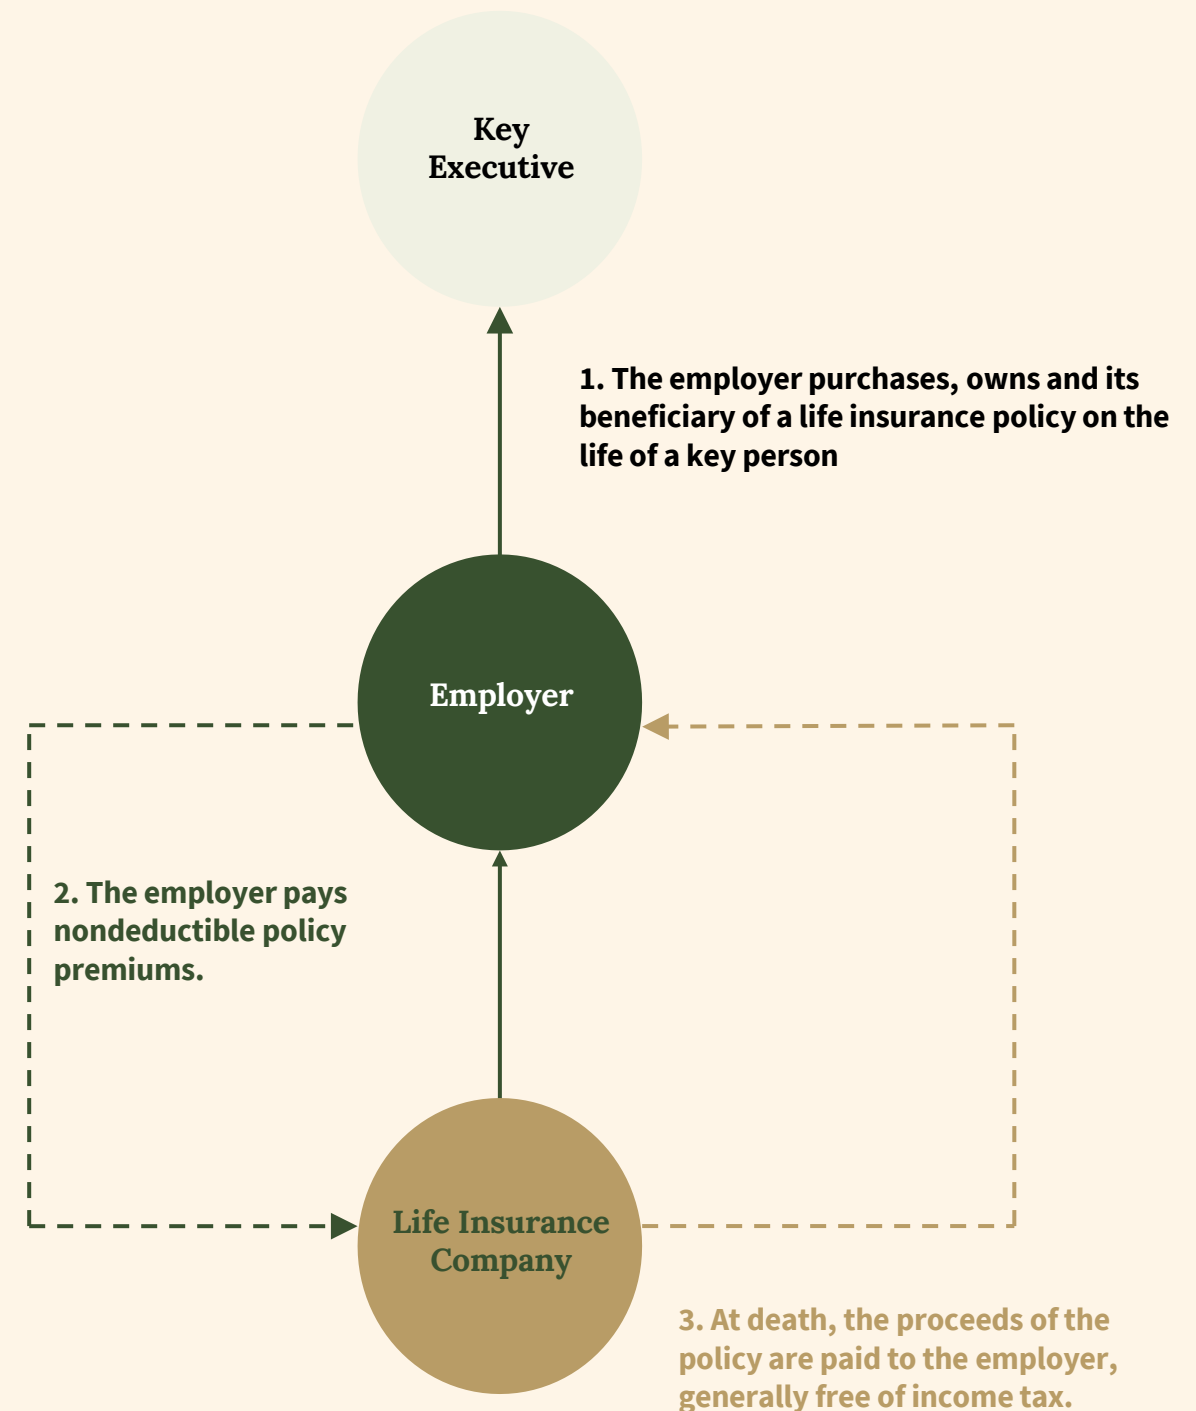 Key
Executive
1. The employer purchases, owns and its
beneficiary of a life insurance policy on the
life of a key person
Employer
2. The employer pays
nondeductible policy
premiums.
Life Insurance
Company
3. At death, the proceeds of the
policy are paid to the employer,
generally free of income tax.